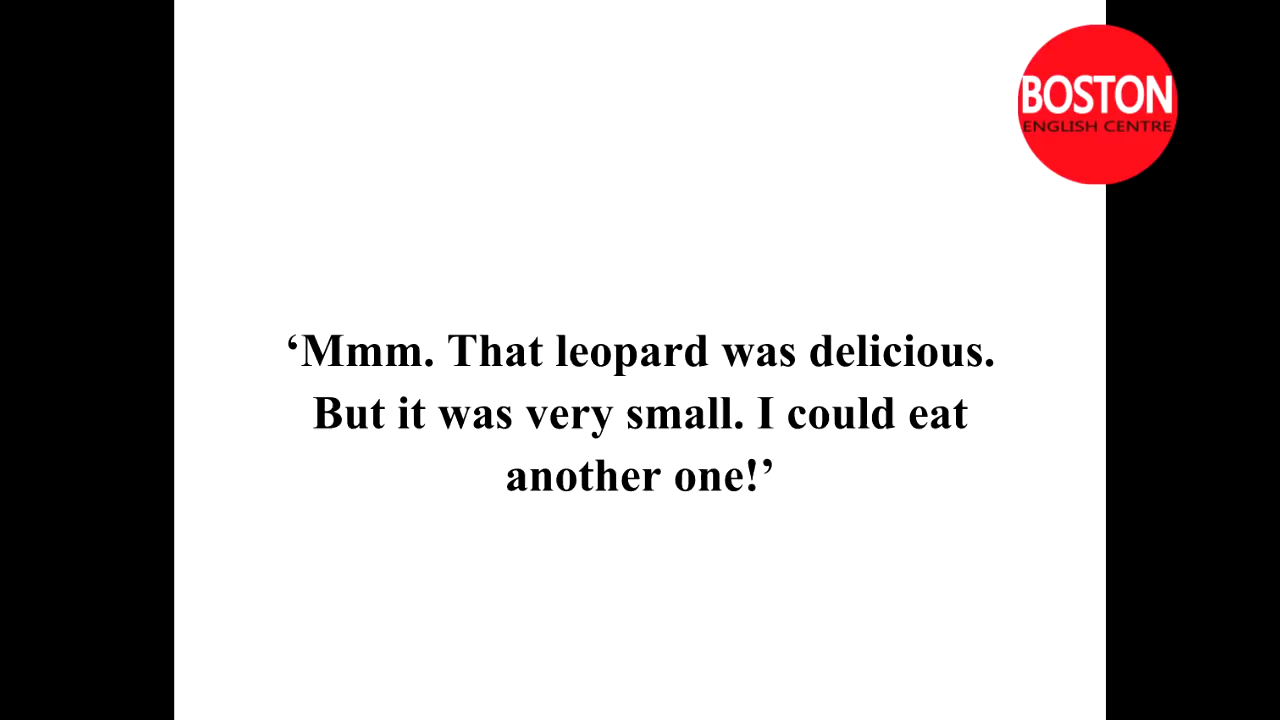 BOSTON
ENGLISH CENTRE
‘Mmm. That leopard was delicious.
But it was very small. I could eat
another one!’